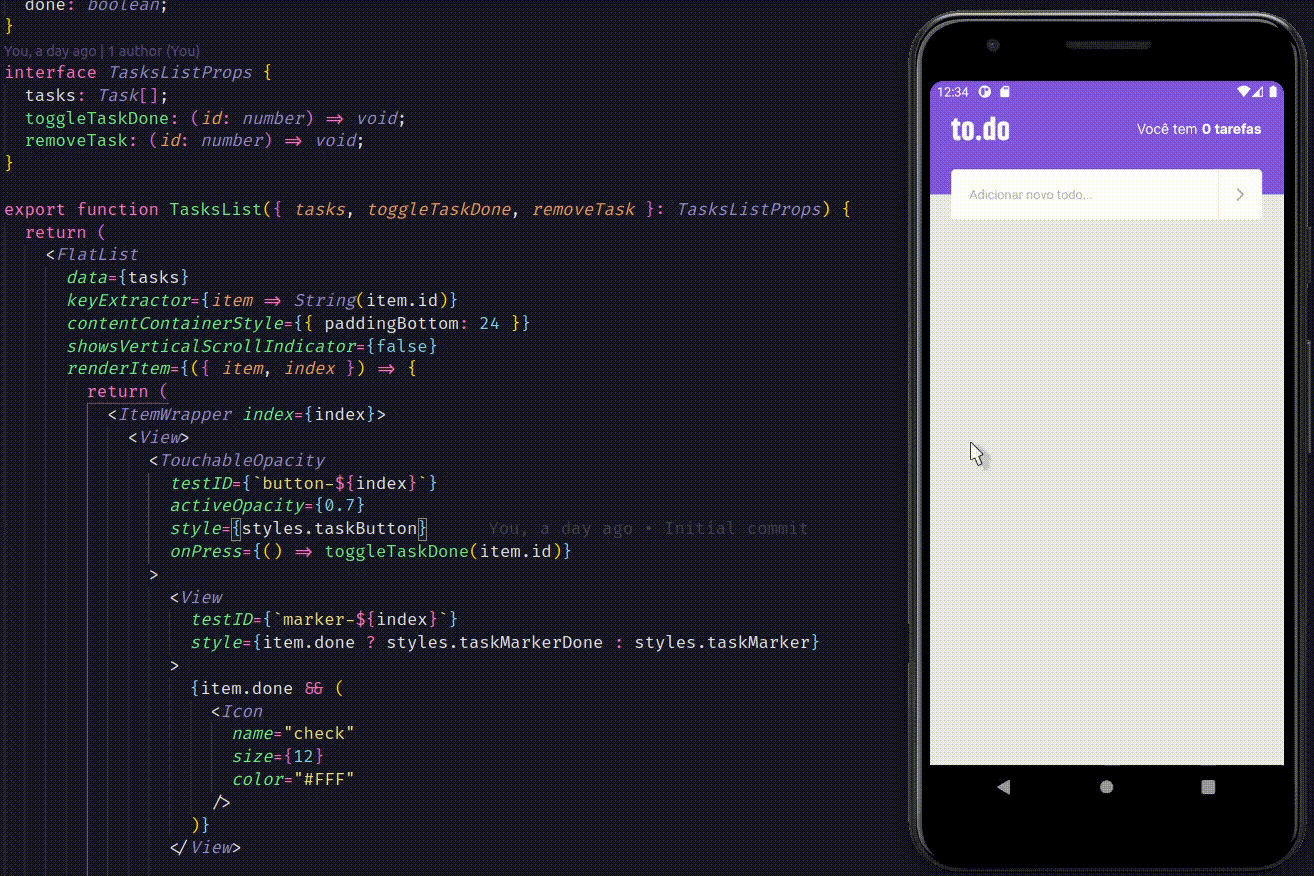 done: boolean;
}
You, a day ago | 1 author (You)
interface TasksListProps {
tasks: Task[];
toggleTaskDone: (id: number) => void;
removeTask: (id: number) => void;
}
export function TasksList({ tasks, toggleTaskDone, removeTask }: TasksListProps) {
return (
<FlatList
data={tasks}
keyExtractor={item => String(item.id)}
contentContainerStyle={{ paddingBottom: 24 }}
showsVerticalScrollIndicator={false}
renderItem={({ item, index }) => {
return (
<ItemWrapper index={index}>
<View>
<TouchableOpacity
testID={`button-${index}`}
activeOpacity={0.7}
style={styles.taskButton} You, a day ago • Initial commit
onPress={() => toggleTaskDone(item.id)}
>
<View
testID={`marker-${index}`}
style={item.done ? styles.taskMarkerDone : styles.taskMarker}
>
{item.done && (
<Icon
name="check"
size={12}
color="#FFF"
/>
)}
</View>
12:34
to.do
Você tem 0 tarefas
Adicionar novo todo...